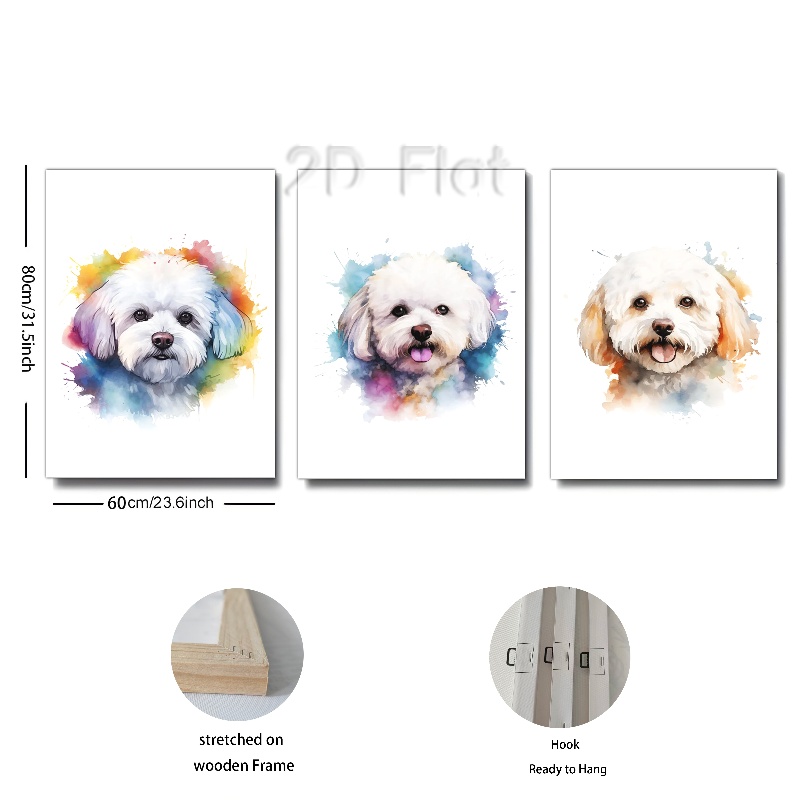 2D Flat
80cm/31.5inch
60cm/23.6inch
stretched on
wooden Frame
Hook
Ready to Hang